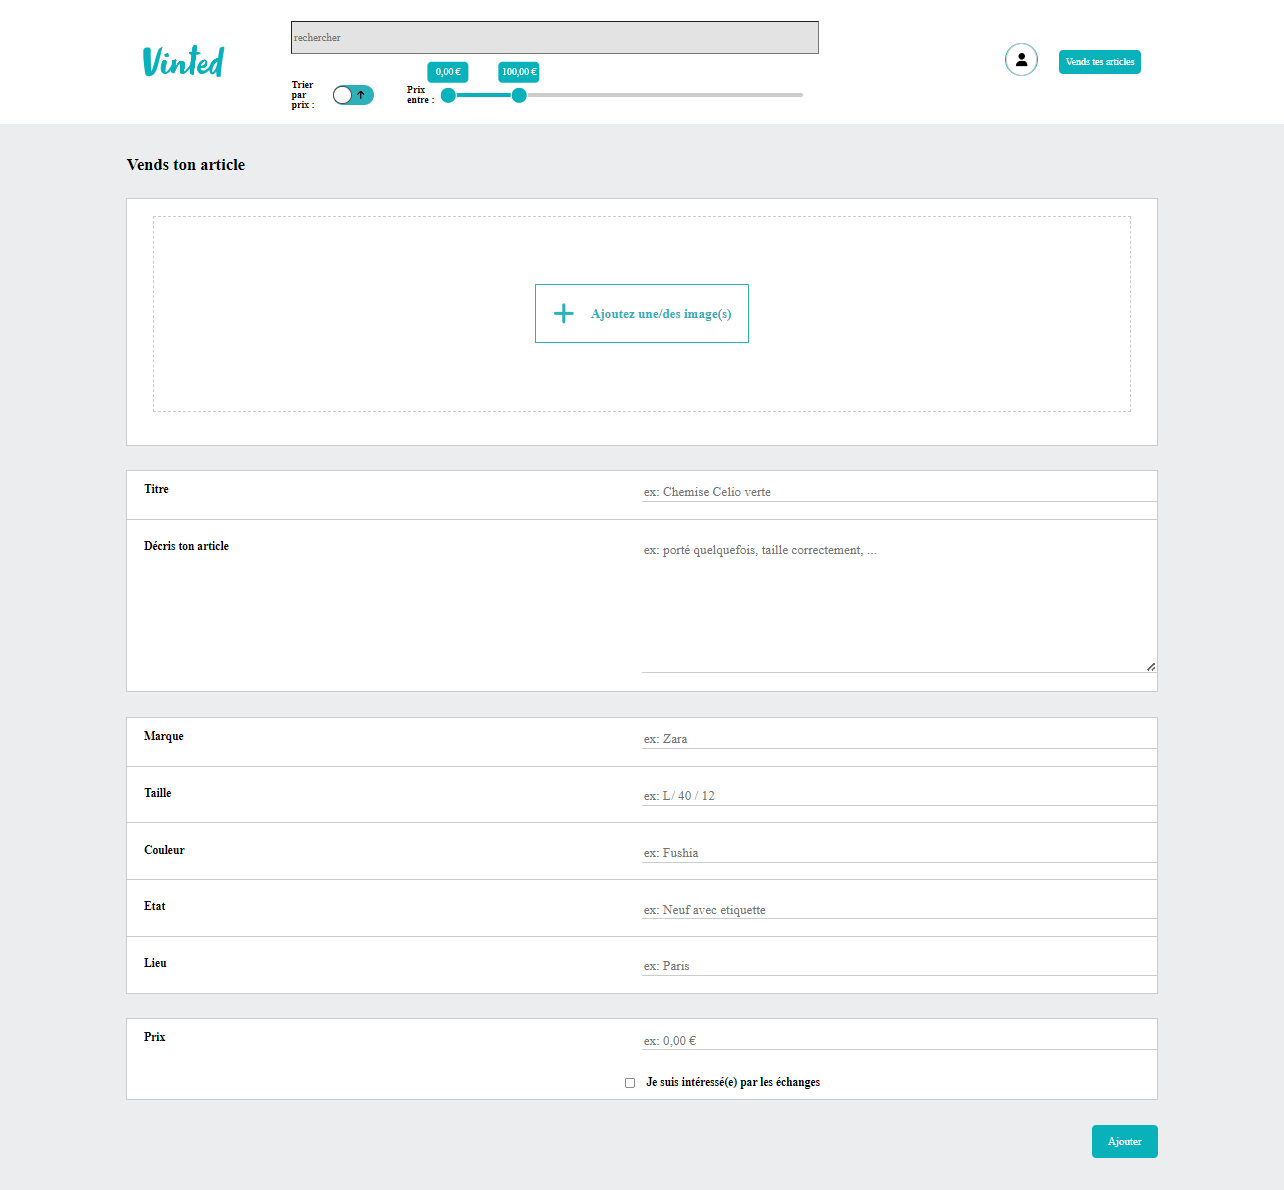 Vinted
rechercher
Trier
par
prix :
Prix
entre :
0,00 €
100,00 €
Vends tes articles
Vends ton article
Ajoutez une/des image(s)
Titre
ex: Chemise Celio verte
Décris ton article
ex: porté quelquefois, taille correctement, ...
Marque
ex: Zara
Taille
ex: L/ 40 / 12
Couleur
ex: Fushia
Etat
ex: Neuf avec etiquette
Lieu
ex: Paris
Prix
ex: 0,00 €
Je suis intéressé(e) par les échanges
Ajouter